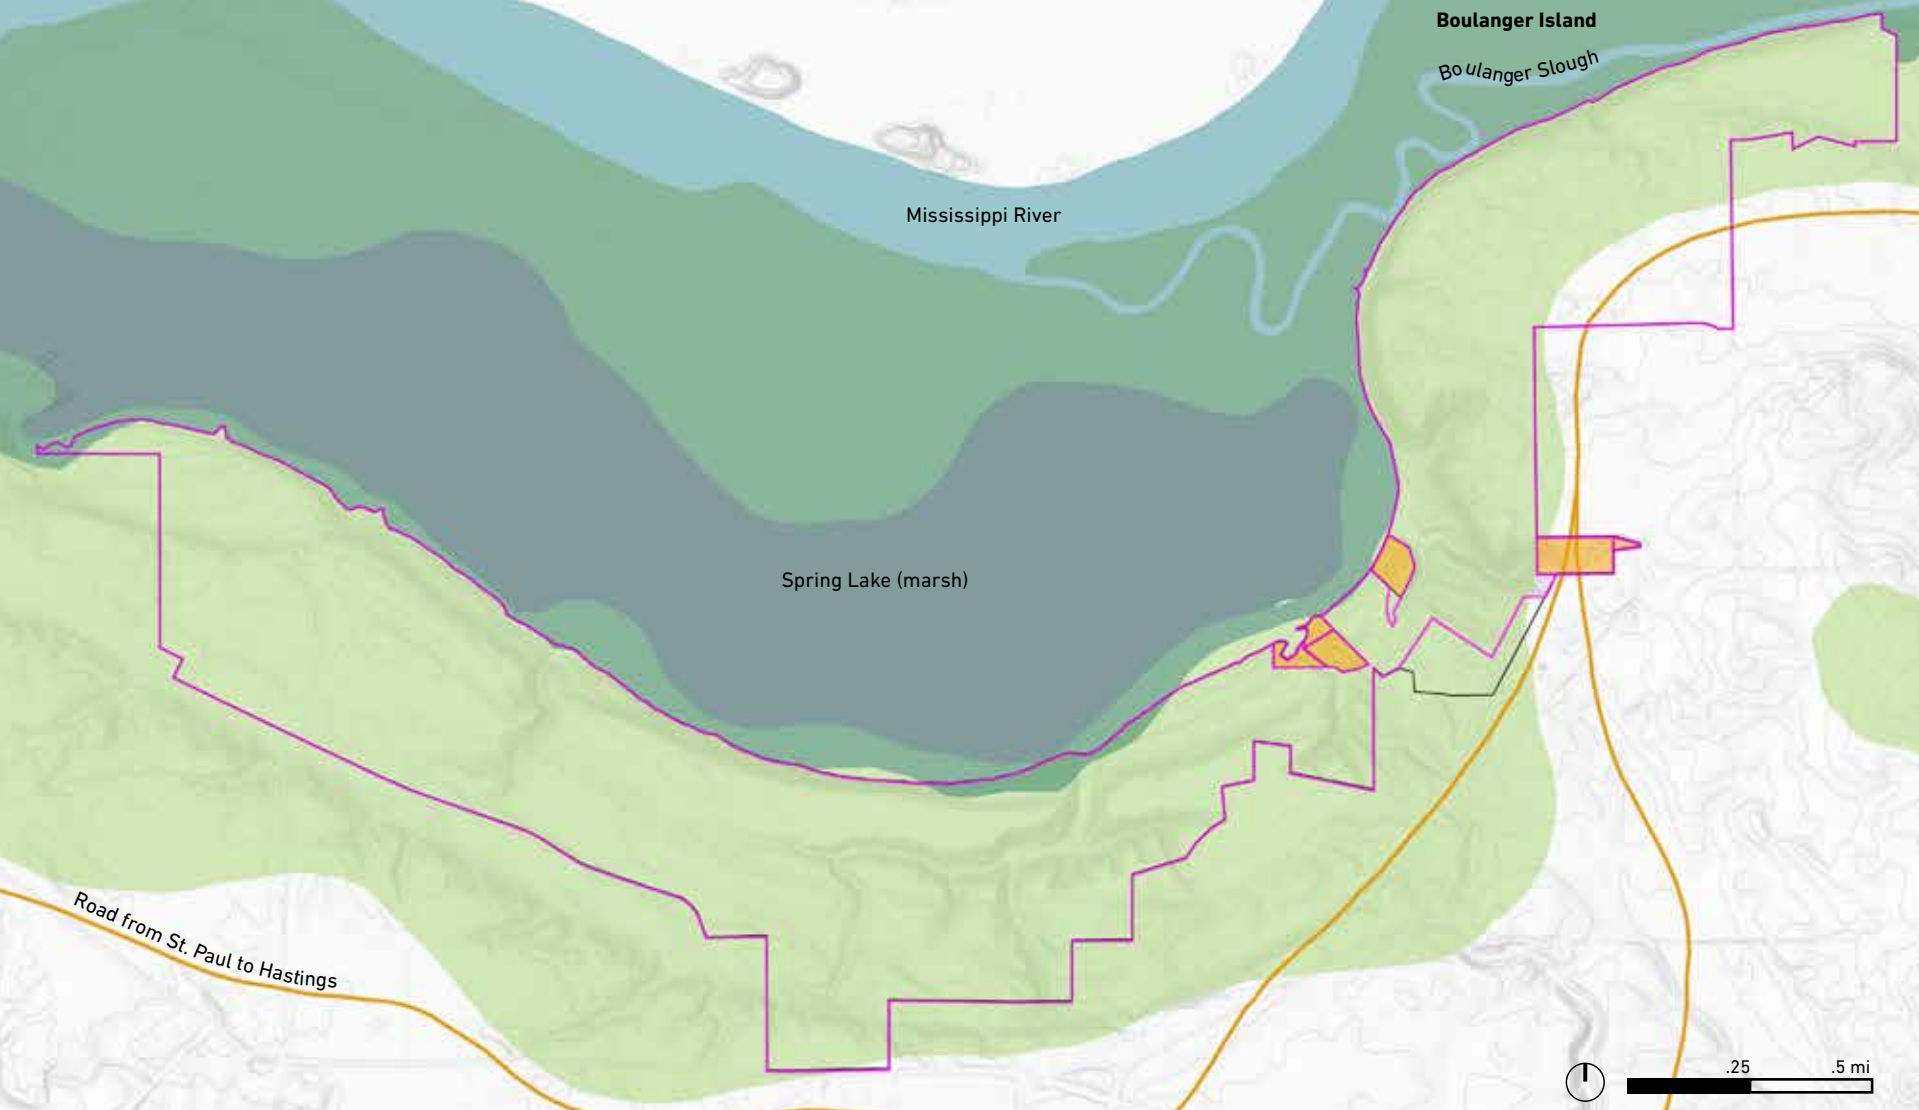 Boulanger Island
Boulanger Slough
Mississippi River
Spring Lake (marsh)
Road from St. Paul to Hastings
.25 .5 mi